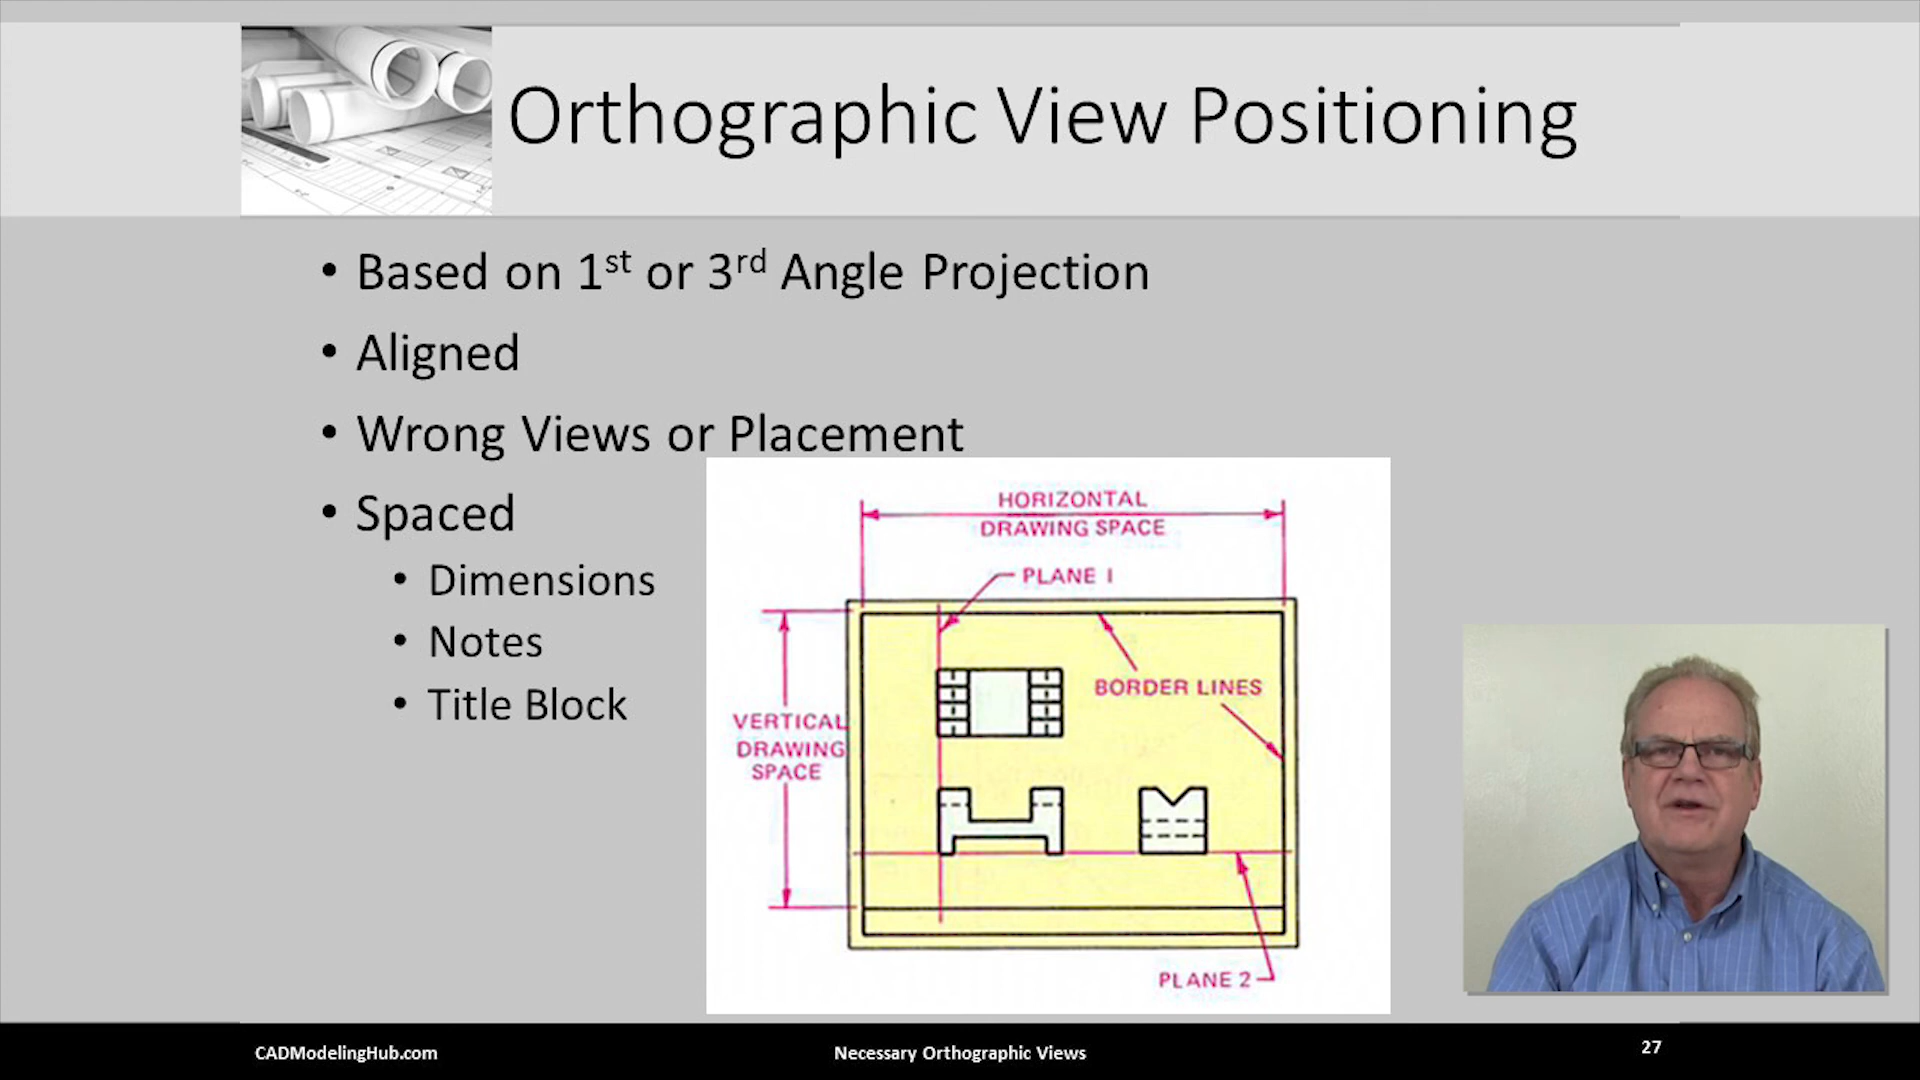 Orthographic View Positioning
• Based on 1st or 3rd Angle Projection
• Aligned
• Wrong Views or Placement
• Spaced
• Dimensions
• Notes
• Title Block
HORIZONTAL
DRAWING SPACE
PLANE 1
BORDER LINES
VERTICAL
DRAWING
SPACE
PLANE 2
CADModelingHub.com
Necessary Orthographic Views
27